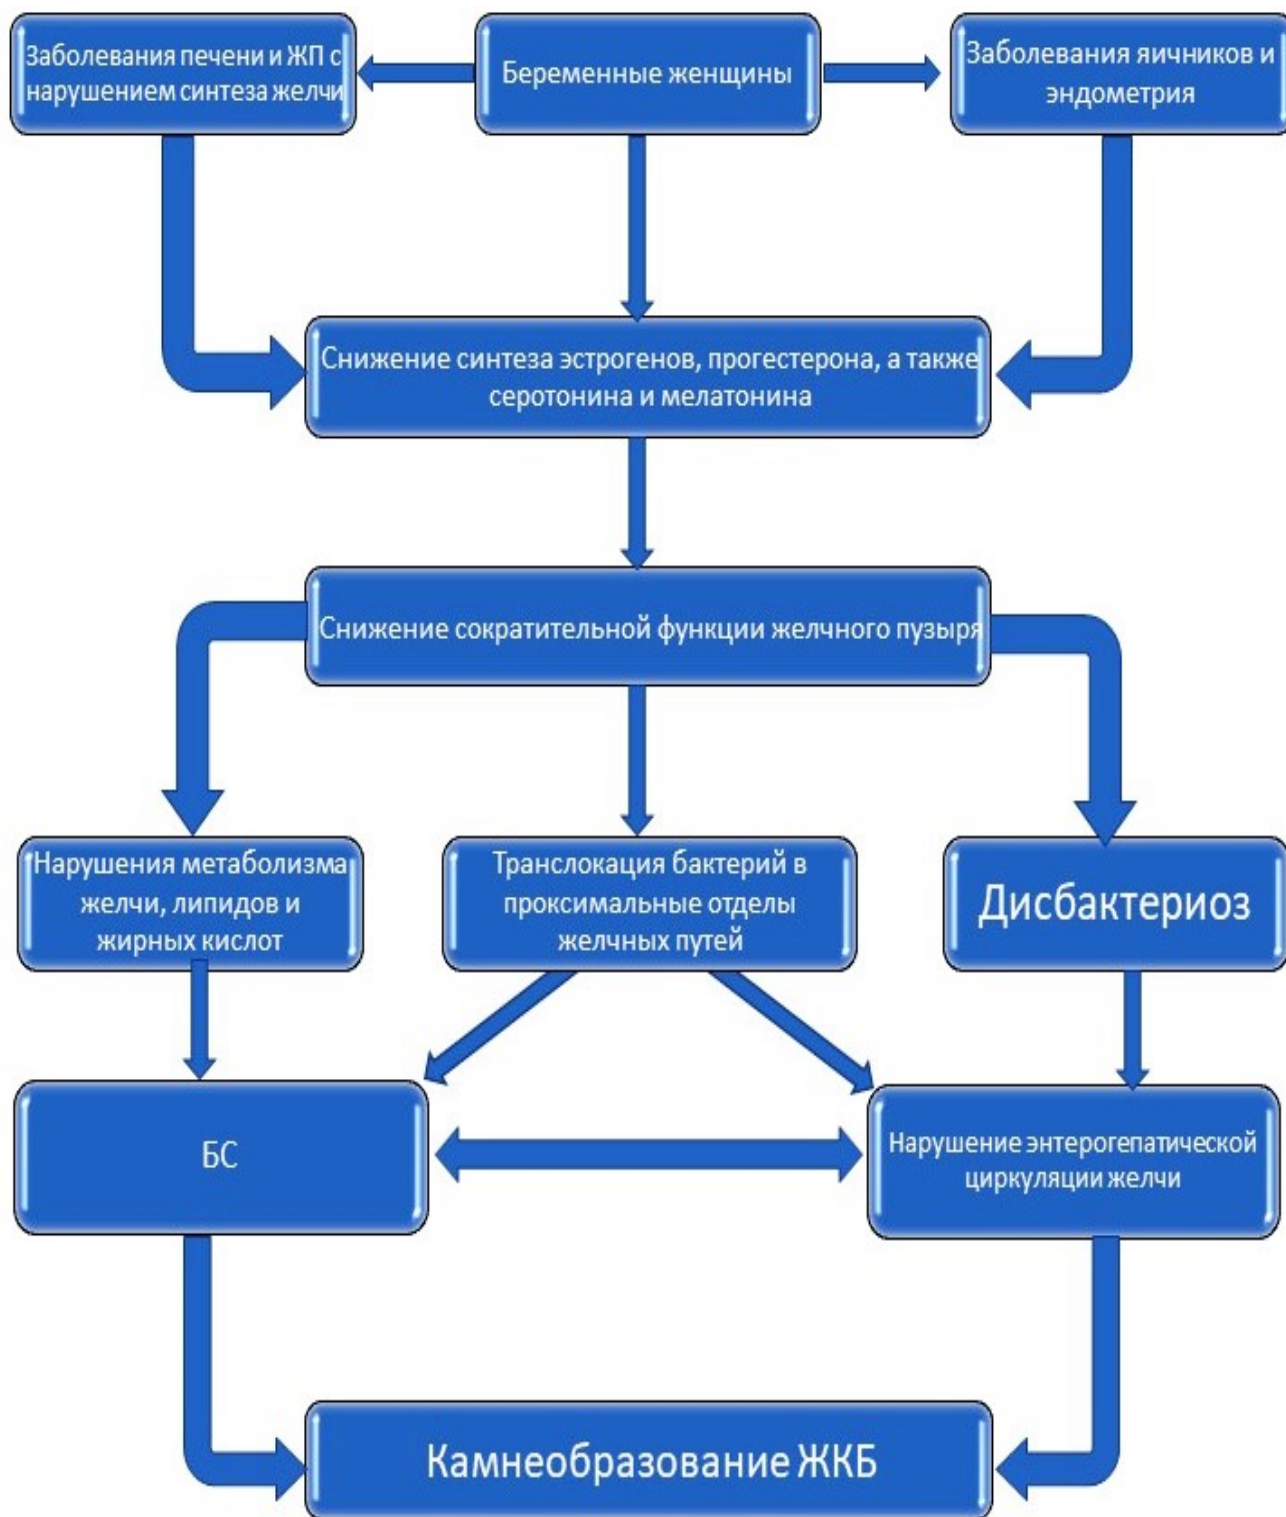 Заболевания печени и ЖП с
нарушением синтеза желчи
Беременные женщины
Заболевания яичников и
эндометрия
Снижение синтеза эстрогенов, прогестерона, а также
серотонина и мелатонина
Снижение сократительной функции желчного пузыря
Нарушения метаболизма
желчи, липидов и
жирных кислот
Транслокация бактерий в
проксимальные отделы
желчных путей
Дисбактериоз
БС
Нарушение энтерогепатической
циркуляции желчи
Камнеобразование ЖКБ